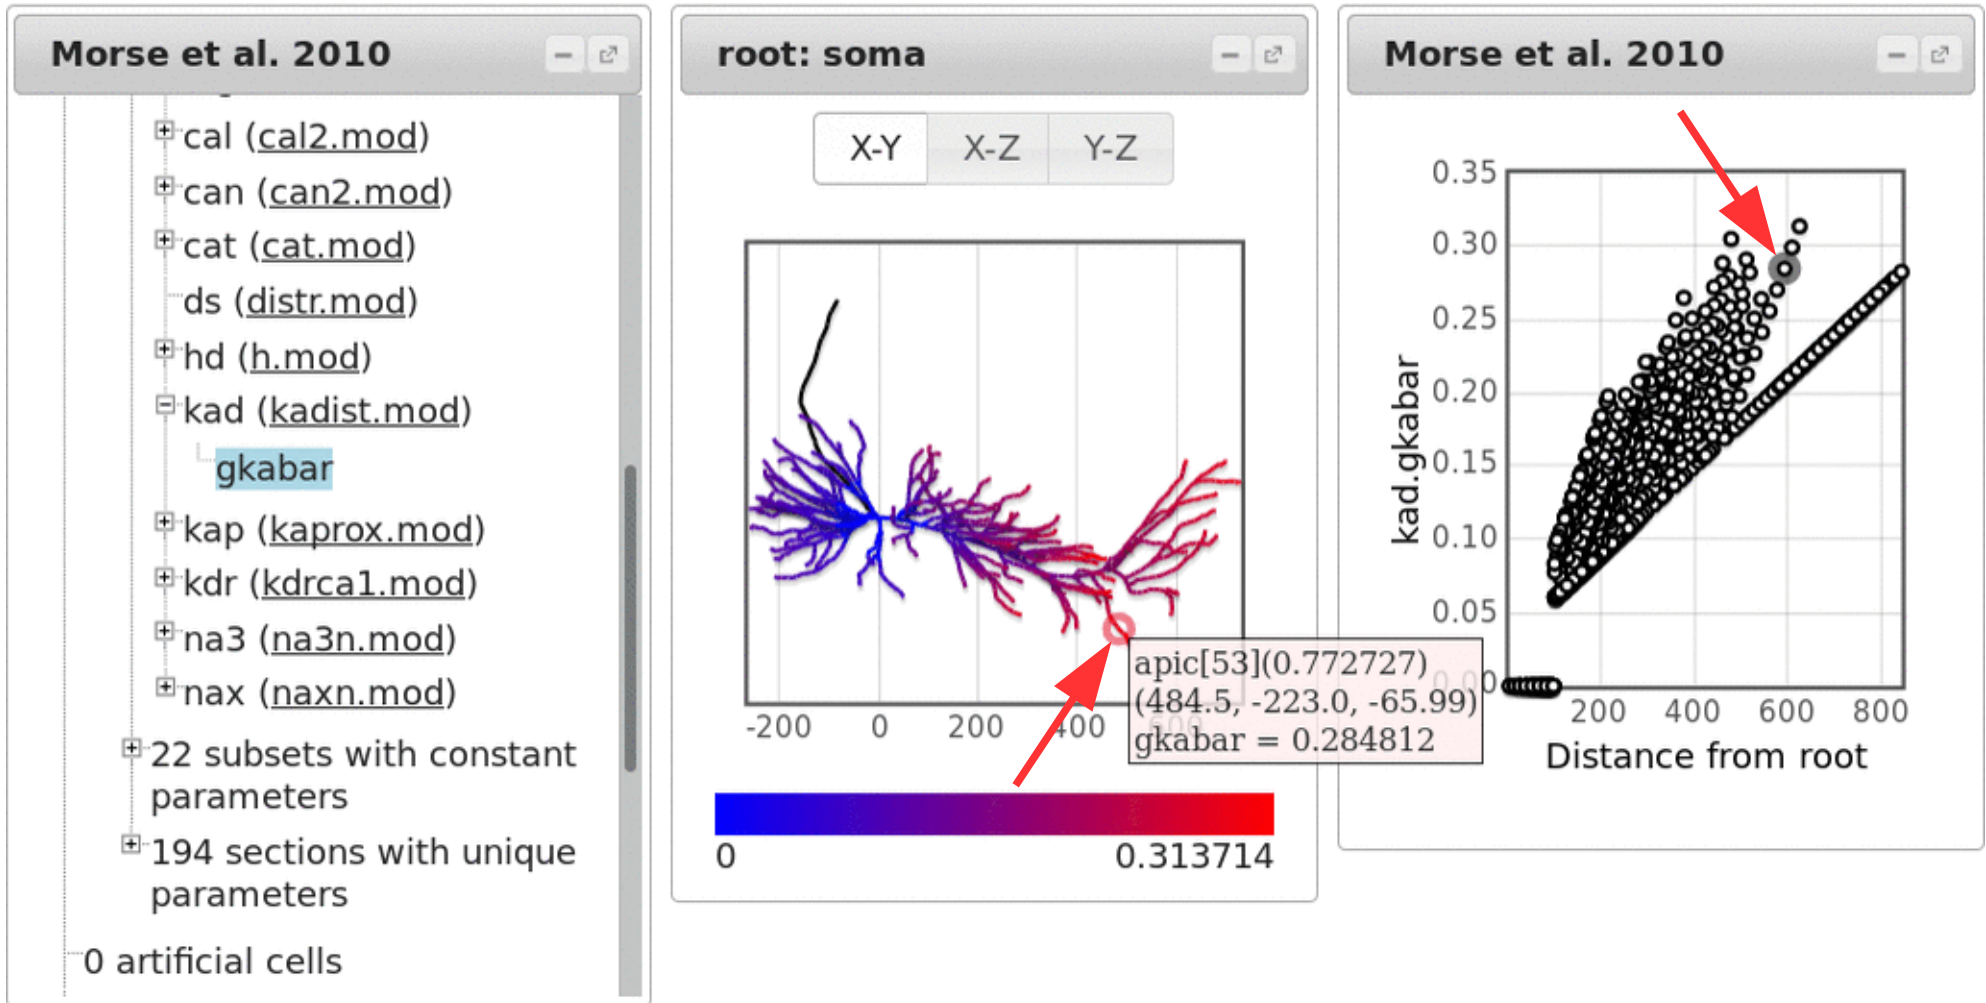 Morse et al. 2010
cal (cal2.mod)
can (can2.mod)
cat (cat.mod)
ds (distr.mod)
hd (h.mod)
kad (kadist.mod)
gkabar
kap (kaprox.mod)
kdr (kdrca1.mod)
na3 (na3n.mod)
nax (naxn.mod)
22 subsets with constant
parameters
194 sections with unique
parameters
0 artificial cells
root: soma
X-Y X-Z Y-Z
-200 0 200 400 600
apic[53](0.772727)
(484.5, -223.0, -65.99)
gkabar = 0.284812
0 0.313714
Morse et al. 2010
0.35
0.30
0.25
0.20
0.15
0.10
0.05
kad.gkabar
200 400 600 800
Distance from root